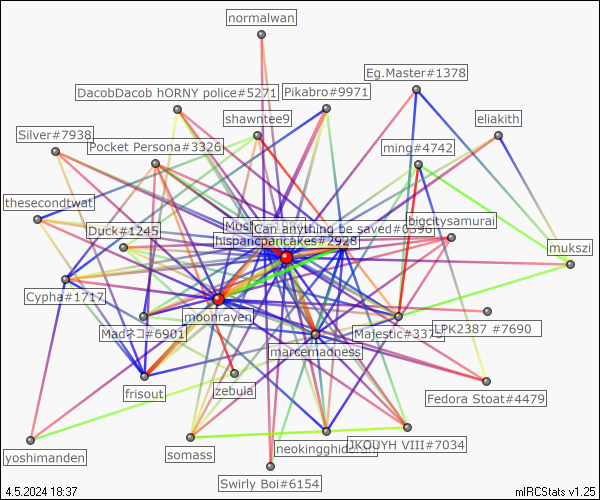 normalwan
Eg.Master#1378
DacobDacob hORNY police#5271
Pikabro#9971
shawntee9
eliakith
Silver#7938
Pocket Persona#3326
ming#4742
thesecondtwat
Mus
bigcitysamurai
Duck#1245
Can anything be saved#0396
hispanicpancakes#2928
mukszi
Cypha#1717
moonraven
Madネコ#6901
Majestic#3375
LPK2387 #7690
marcemadness
frisout
zebula
Fedora Stoat#4479
yoshimanden
somass
neokingghidorah
JKOUYH VIII#7034
Swirly Boi#6154
4.5.2024 18:37
mIRCStats v1.25